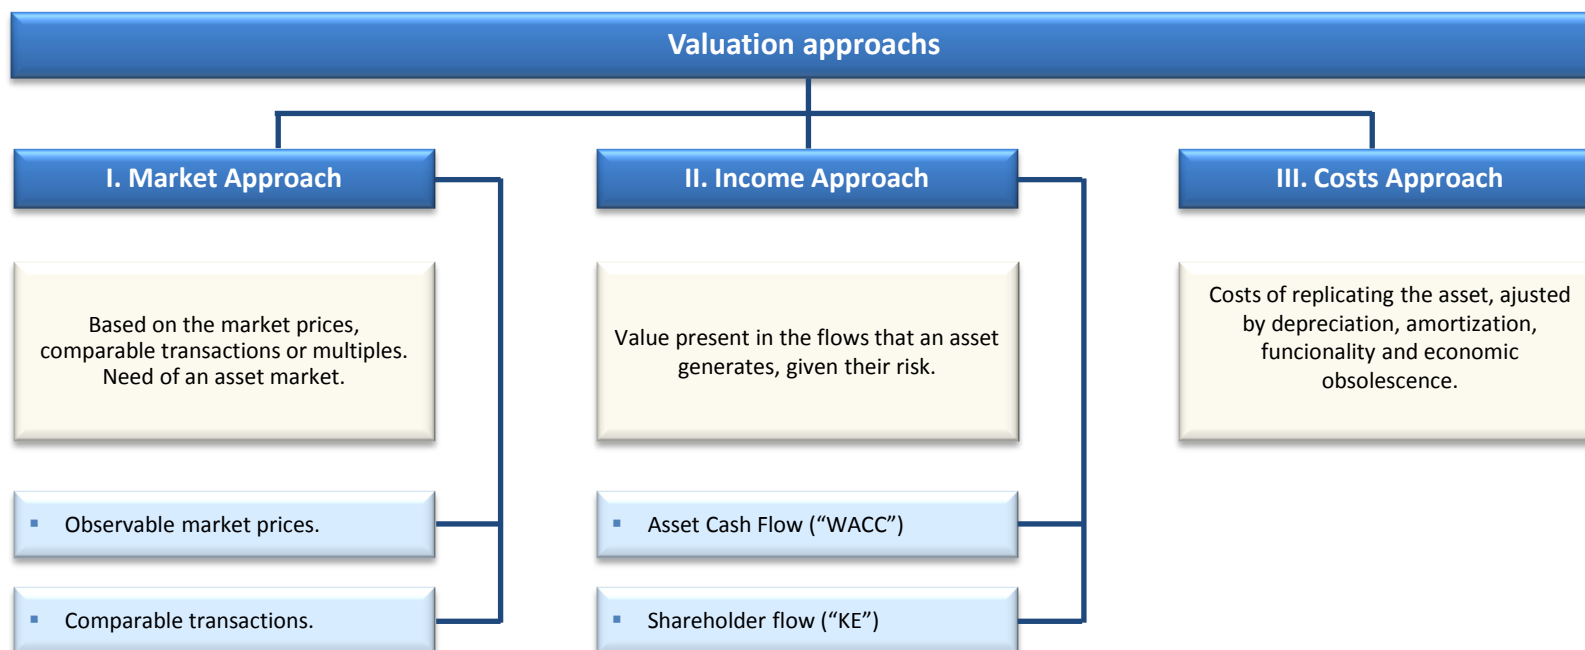 Valuation approachs
I. Market Approach
II. Income Approach
III. Costs Approach
Based on the market prices,
comparable transactions or multiples.
Need of an asset market.
Value present in the flows that an asset
generates, given their risk.
Costs of replicating the asset, ajusted
by depreciation, amortization,
funcionality and economic
obsolescence.
▪ Observable market prices.
▪ Asset Cash Flow (“WACC”)
▪ Comparable transactions.
▪ Shareholder flow (“KE”)